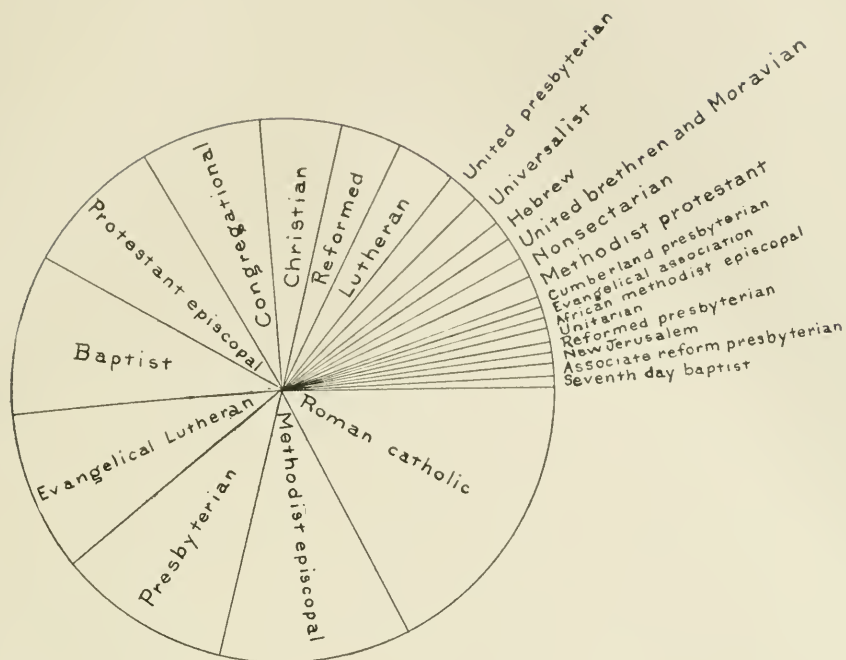 United presbyterian
Universalist
Hebrew
United brethren and Moravian
Nonsectarian
Methodist protestant
Cumberland presbyterian
Evangelical association
African methodist episcopal
Unitarian
Reformed presbyterian
New Jerusalem
Associate reform presbyterian
Seventh day baptist
Roman catholic
Methodist episcopal
Presbyterian
Evangelical Lutheran
Baptist
Protestant episcopal
Congregational
Christian
Reformed
Lutheran